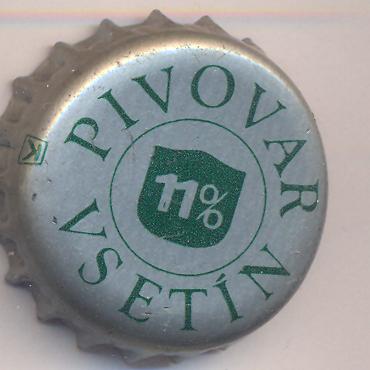 PIVOVAR
11%
VSETÍN
K